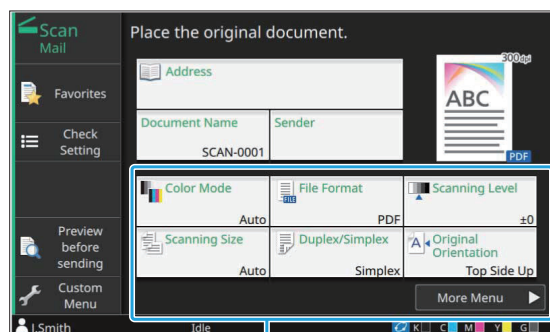 Scan
Mail
Place the original document.
300dpi
Address
ABC
PDF
Favorites
Document Name
Sender
SCAN-0001
Check
Setting
Color Mode
Auto
File Format
FILE
PDF
Scanning Level
±0
Preview
before
sending
Scanning Size
Auto
Duplex/Simplex
Simplex
A
Original
Orientation
Top Side Up
Custom
Menu
More Menu
J.Smith
Idle
K C M Y G